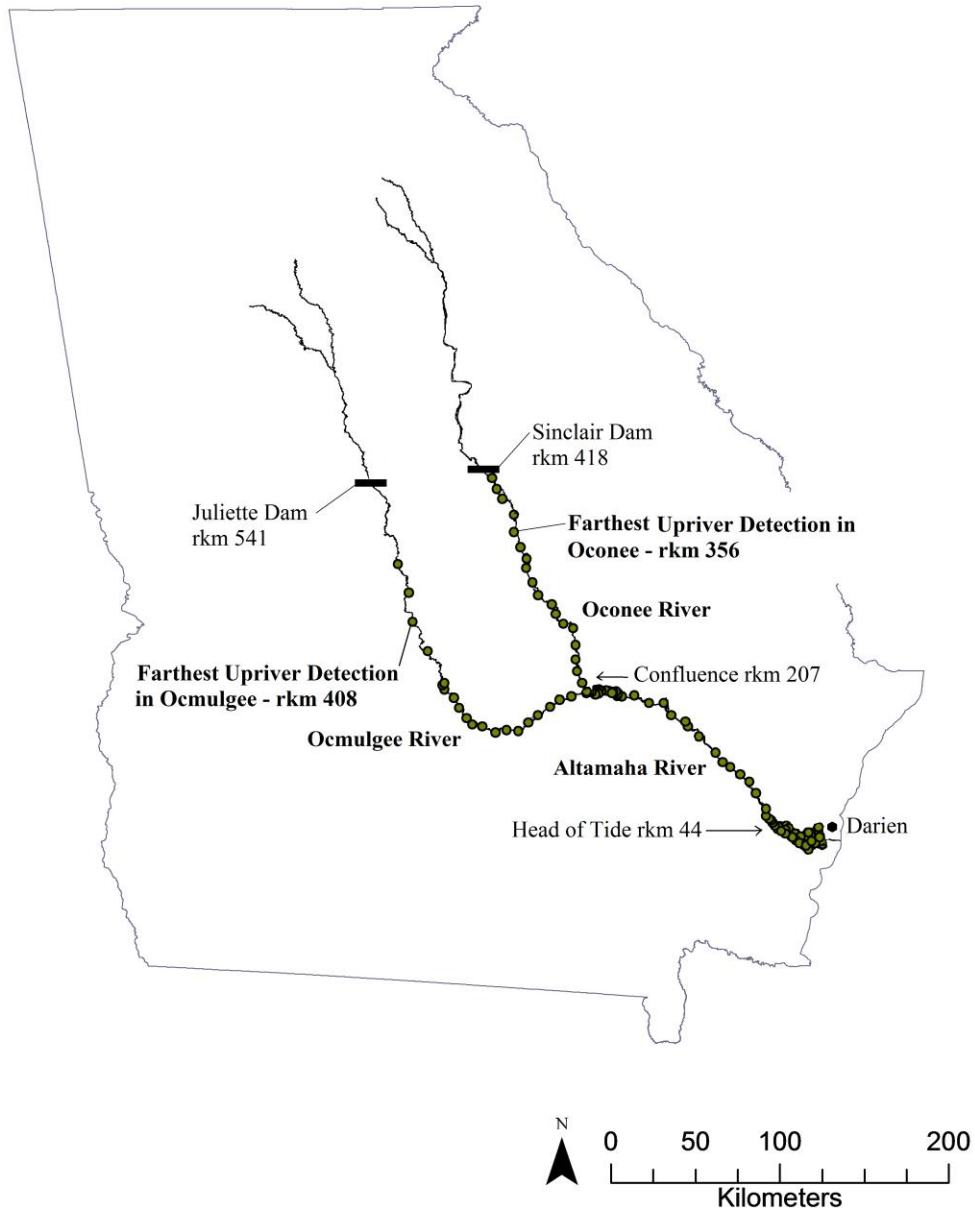 Sinclair Dam
rkm 418
Juliette Dam
rkm 541
Farthest Upriver Detection in
Oconee - rkm 356
Oconee River
Farthest Upriver Detection
in Ocmulgee - rkm 408
Confluence rkm 207
Ocmulgee River
Altamaha River
Head of Tide rkm 44
Darien
N
0 50 100 200
Kilometers